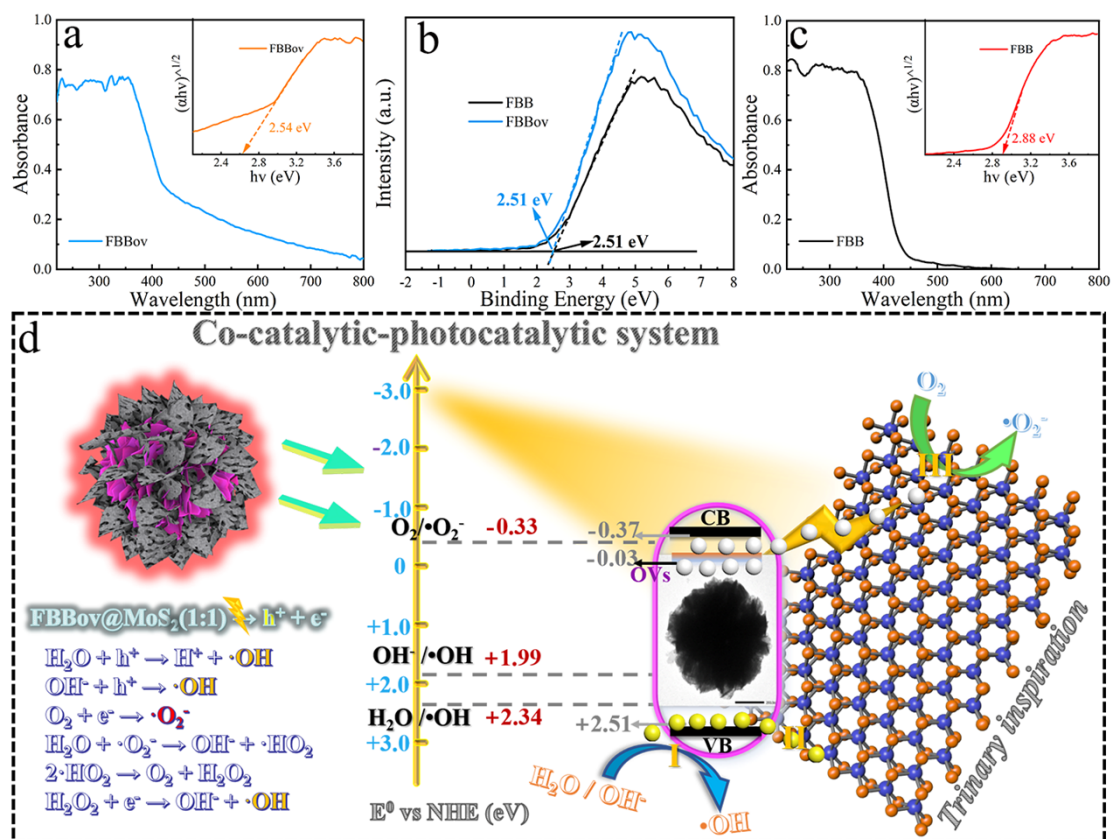 a
1.0
0.8
0.6
0.4
0.2
0.0
Absorbance
300 400 500 600 700 800
Wavelength (nm)
FBBov
(αhv)^1/2
FBBov
2.54 eV
2.4 2.8 3.2 3.6
hv (eV)
b
Intensity (a.u.)
FBB
FBBov
2.51 eV
2.51 eV
-2 -1 0 1 2 3 4 5 6 7 8
Binding Energy (eV)
c
1.0
0.8
0.6
0.4
0.2
0.0
Absorbance
300 400 500 600 700 800
Wavelength (nm)
FBB
(αhv)^1/2
FBB
2.88 eV
2.4 2.8 3.2 3.6
hv (eV)
d
Co-catalytic-photocatalytic system
FBBov@MoS₂(1:1) → h⁺ + e⁻
H₂O + h⁺ → H⁺ + ·OH
OH⁻ + h⁺ → ·OH
O₂ + e⁻ → ·O₂⁻
H₂O + ·O₂⁻ → OH⁻ + ·HO₂
2·HO₂ → O₂ + H₂O₂
H₂O₂ + e⁻ → OH⁻ + ·OH
-3.0
-2.0
-1.0
0
+1.0
+2.0
+3.0
O₂/•O₂⁻ -0.33
OH⁻/•OH +1.99
H₂O/•OH +2.34
E⁰ vs NHE (eV)
CB
-0.37
-0.03
OVs
+2.51
VB
I
II
III
H₂O / OH⁻
•OH
O₂
•O₂⁻
Trinary inspiration